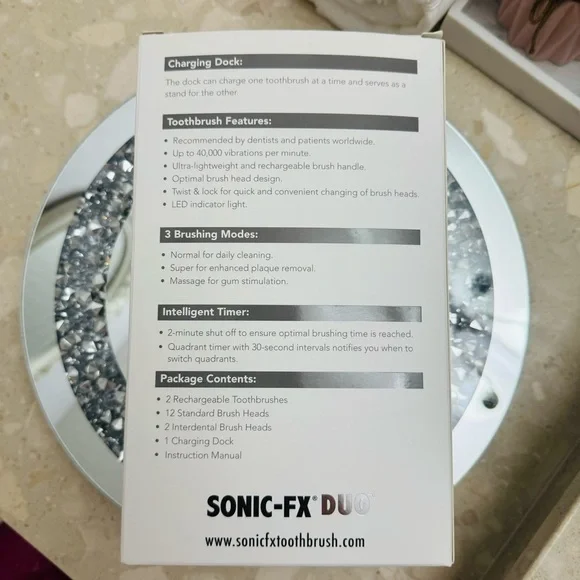 Charging Dock:
The dock can charge one toothbrush at a time and serves as a
stand for the other.
Toothbrush Features:
• Recommended by dentists and patients worldwide.
• Up to 40,000 vibrations per minute.
• Ultra-lightweight and rechargeable brush handle.
• Optimal brush head design.
• Twist & lock for quick and convenient changing of brush heads.
• LED indicator light.
3 Brushing Modes:
• Normal for daily cleaning.
• Super for enhanced plaque removal.
• Massage for gum stimulation.
Intelligent Timer:
• 2-minute shut off to ensure optimal brushing time is reached.
• Quadrant timer with 30-second intervals notifies you when to
switch quadrants.
Package Contents:
• 2 Rechargeable Toothbrushes
• 12 Standard Brush Heads
• 2 Interdental Brush Heads
• 1 Charging Dock
• Instruction Manual
SONIC-FX® DUO
www.sonicfxtoothbrush.com